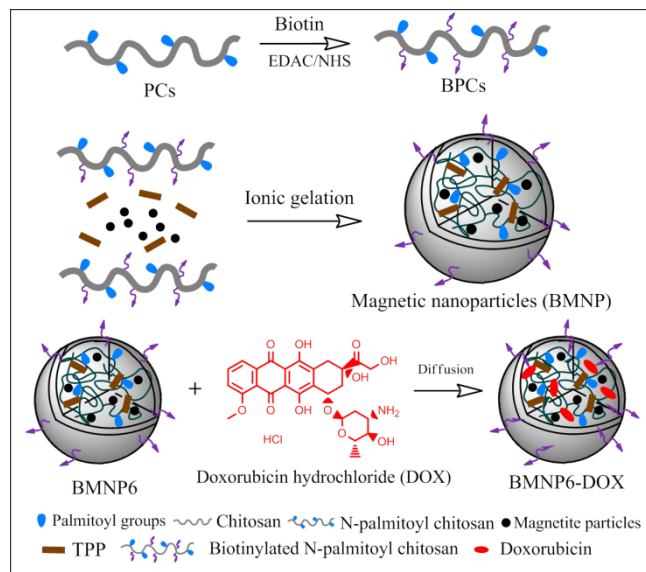 Biotin
EDAC/NHS
PCs
BPCs
Ionic gelation
Magnetic nanoparticles (BMNP)
O
OH
O
OH
OH
OH
O
O
O
OH
O
NH2
O
OH
HCl
Diffusion
+
BMNP6
Doxorubicin hydrochloride (DOX)
BMNP6-DOX
Palmitoyl groups Chitosan N-palmitoyl chitosan Magnetite particles
TPP Biotinylated N-palmitoyl chitosan Doxorubicin